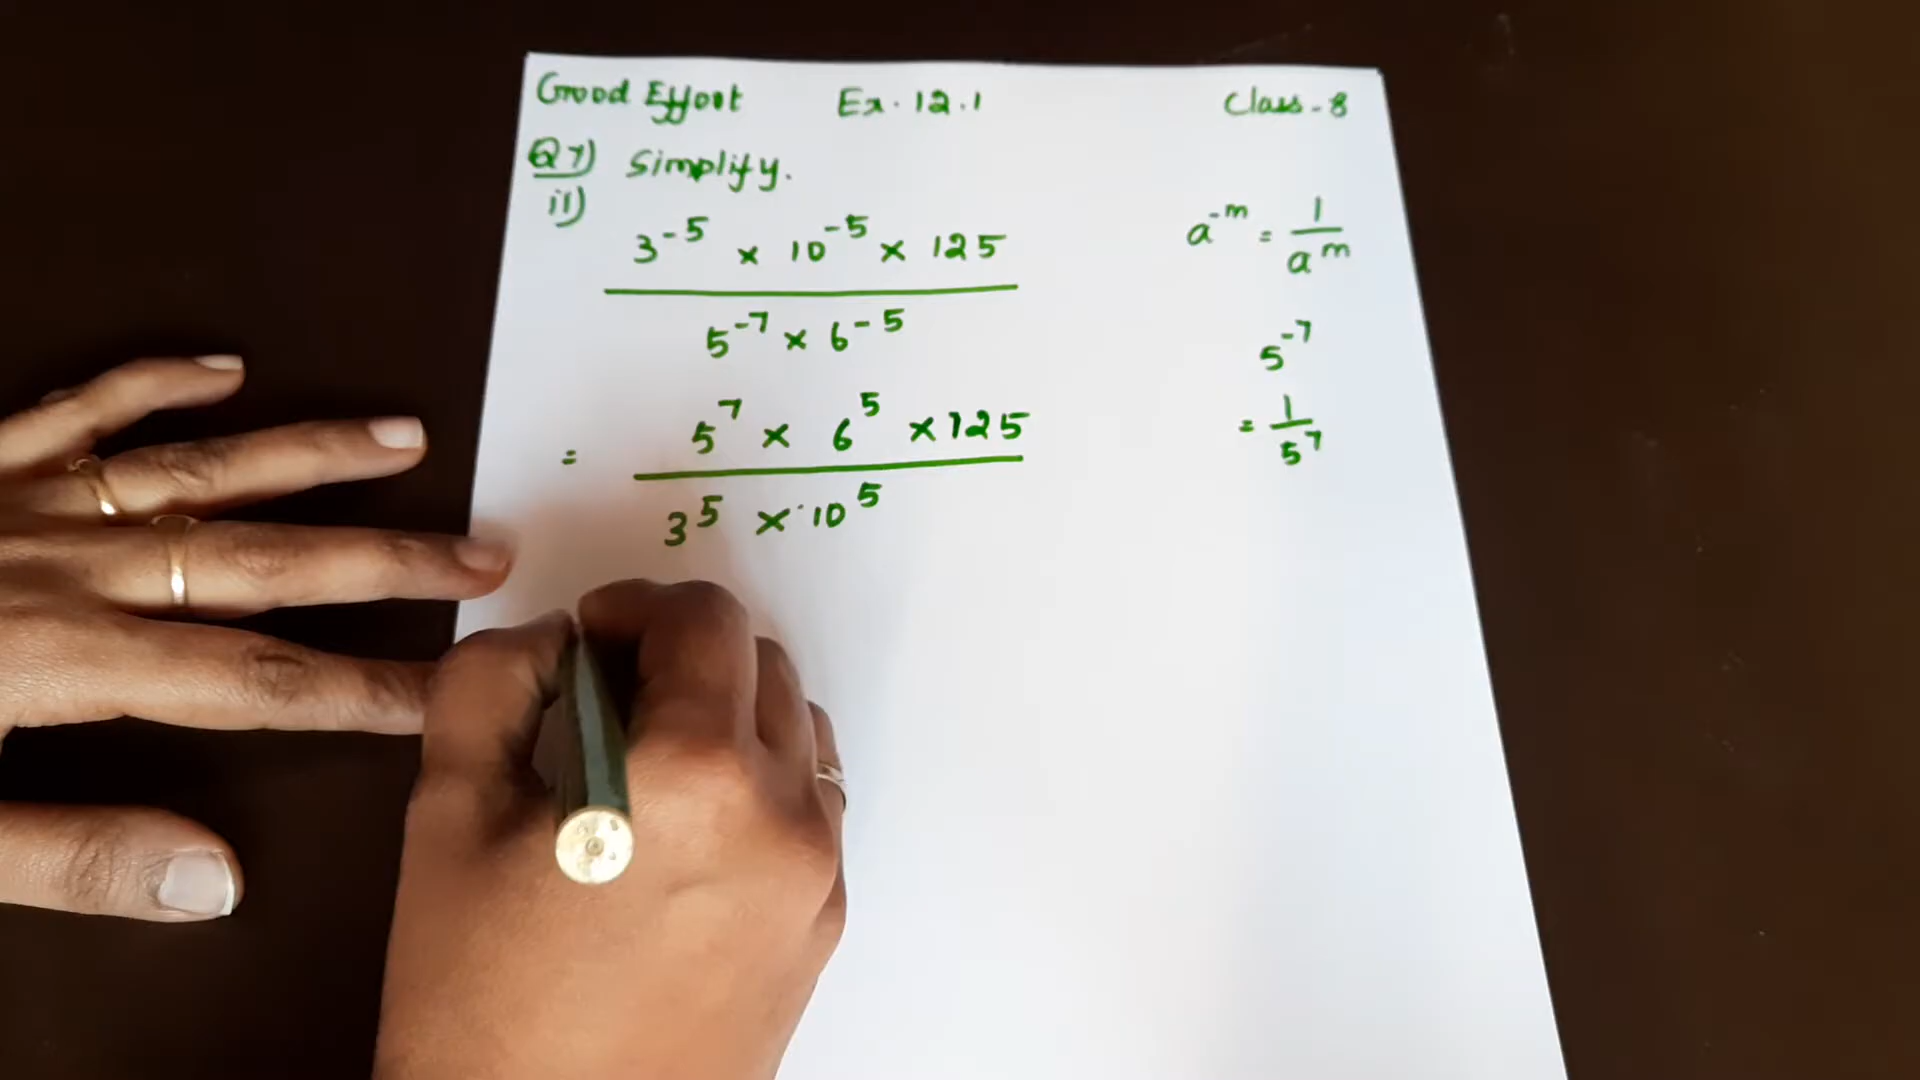 Good Effort Ex. 12.1 Class - 8
Q7) Simplify.
ii)
3^-5 × 10^-5 × 125
5^-7 × 6^-5
= 5^7 × 6^5 × 125
3^5 × 10^5
a^-m = 1/a^m
5^-7
= 1/5^7